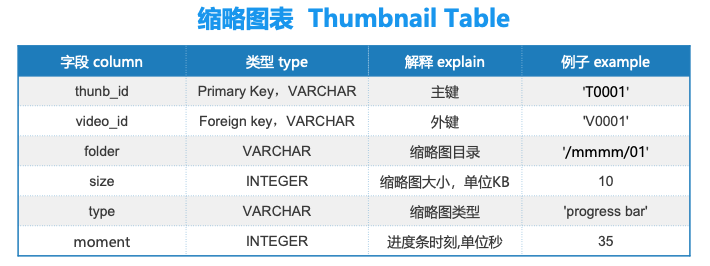 缩略图表 Thumbnail Table
字段 column 类型 type 解释 explain 例子 example
thunb_id Primary Key，VARCHAR 主键 'T0001'
video_id Foreign key，VARCHAR 外键 'V0001'
folder VARCHAR 缩略图目录 '/mmmm/01'
size INTEGER 缩略图大小，单位KB 10
type VARCHAR 缩略图类型 'progress bar'
moment INTEGER 进度条时刻,单位秒 35